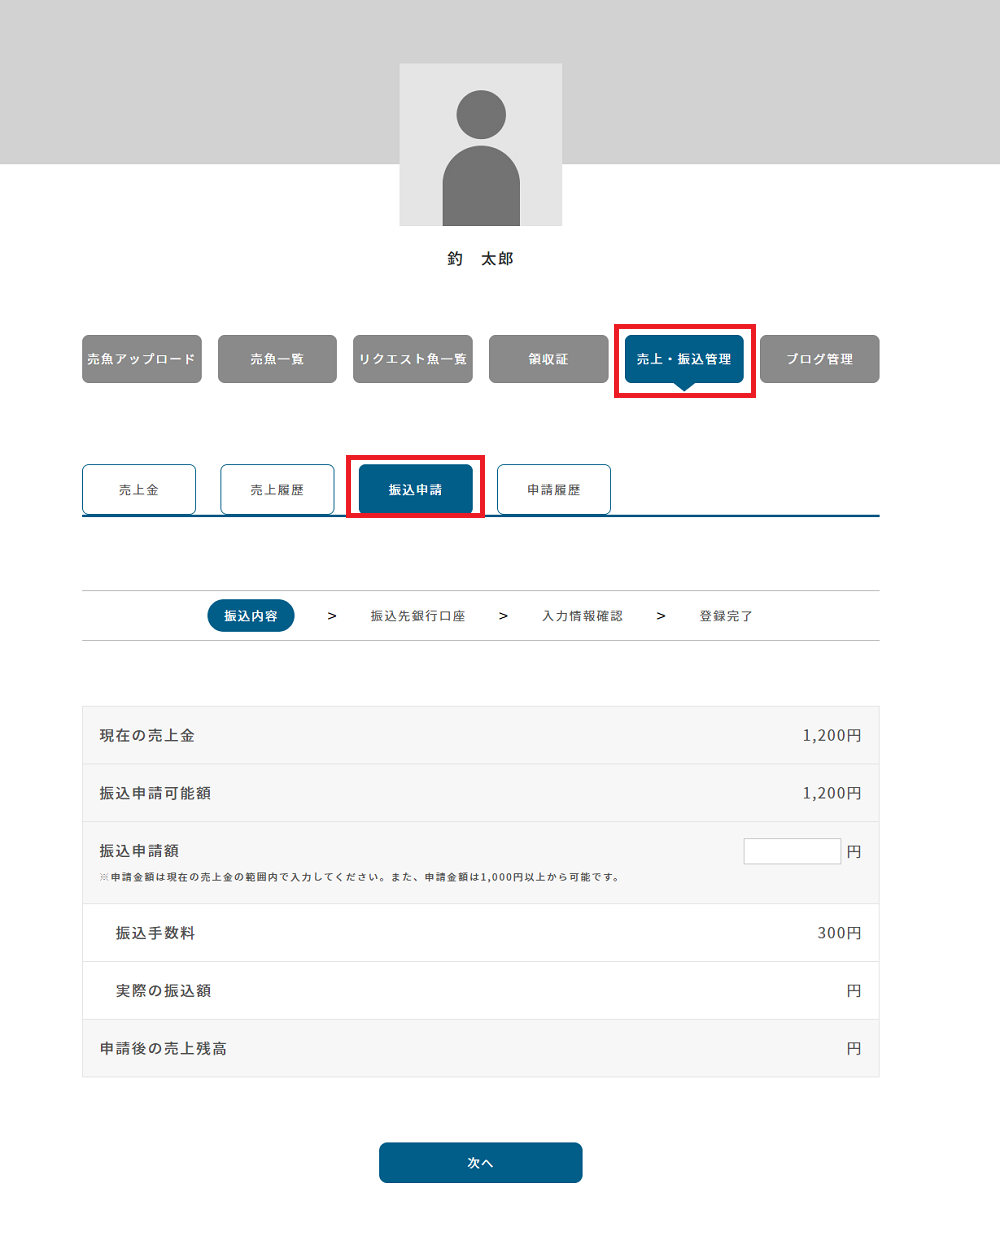 釣　太郎
売魚アップロード
売魚一覧
リクエスト魚一覧
領収証
売上・振込管理
ブログ管理
売上金
売上履歴
振込申請
申請履歴
振込内容 > 振込先銀行口座 > 入力情報確認 > 登録完了
現在の売上金 1,200円
振込申請可能額 1,200円
振込申請額 円
※申請金額は現在の売上金の範囲内で入力してください。また、申請金額は1,000円以上から可能です。
振込手数料 300円
実際の振込額 円
申請後の売上残高 円
次へ